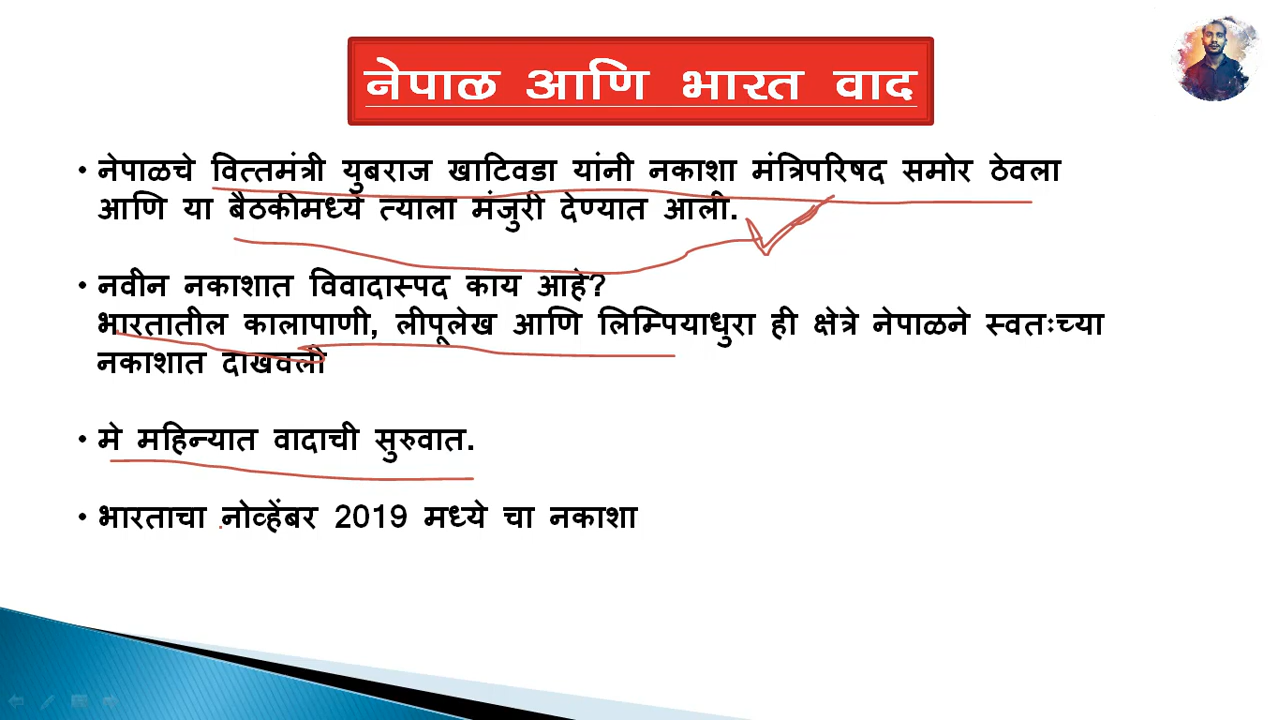 नेपाळ आणि भारत वाद
• नेपाळचे वित्तमंत्री युबराज खाटिवडा यांनी नकाशा मंत्रिपरिषद समोर ठेवला
आणि या बैठकीमध्ये त्याला मंजुरी देण्यात आली.
• नवीन नकाशात विवादास्पद काय आहे?
भारतातील कालापाणी, लीपूलेख आणि लिम्पियाधुरा ही क्षेत्रे नेपाळने स्वतःच्या
नकाशात दाखवली
• मे महिन्यात वादाची सुरुवात.
• भारताचा नोव्हेंबर 2019 मध्ये चा नकाशा